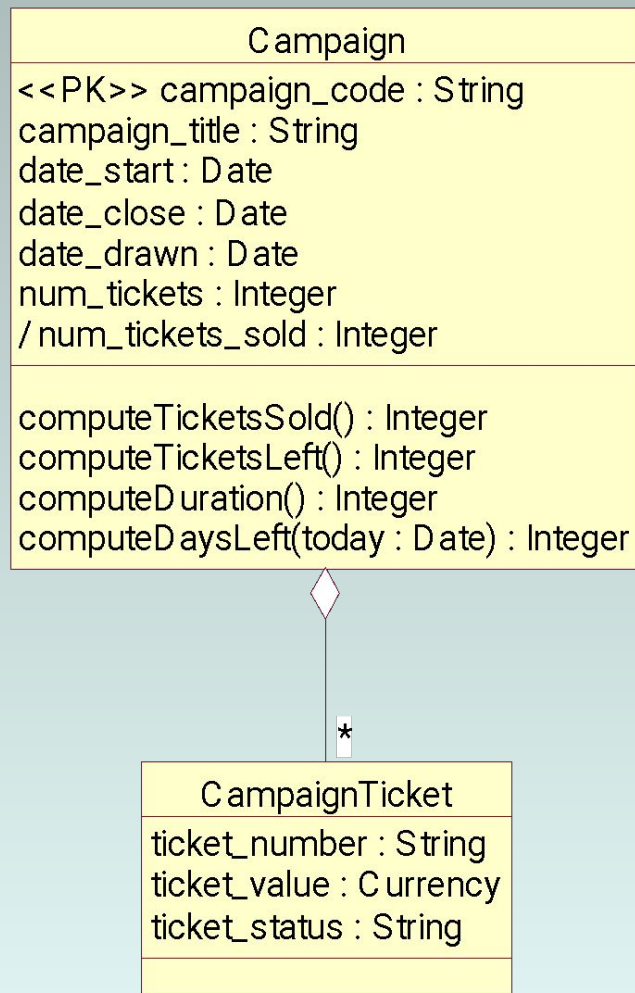 Campaign
<<PK>> campaign_code : String
campaign_title : String
date_start : Date
date_close : Date
date_drawn : Date
num_tickets : Integer
/ num_tickets_sold : Integer
computeTicketsSold() : Integer
computeTicketsLeft() : Integer
computeDuration() : Integer
computeDaysLeft(today : Date) : Integer
*
CampaignTicket
ticket_number : String
ticket_value : Currency
ticket_status : String